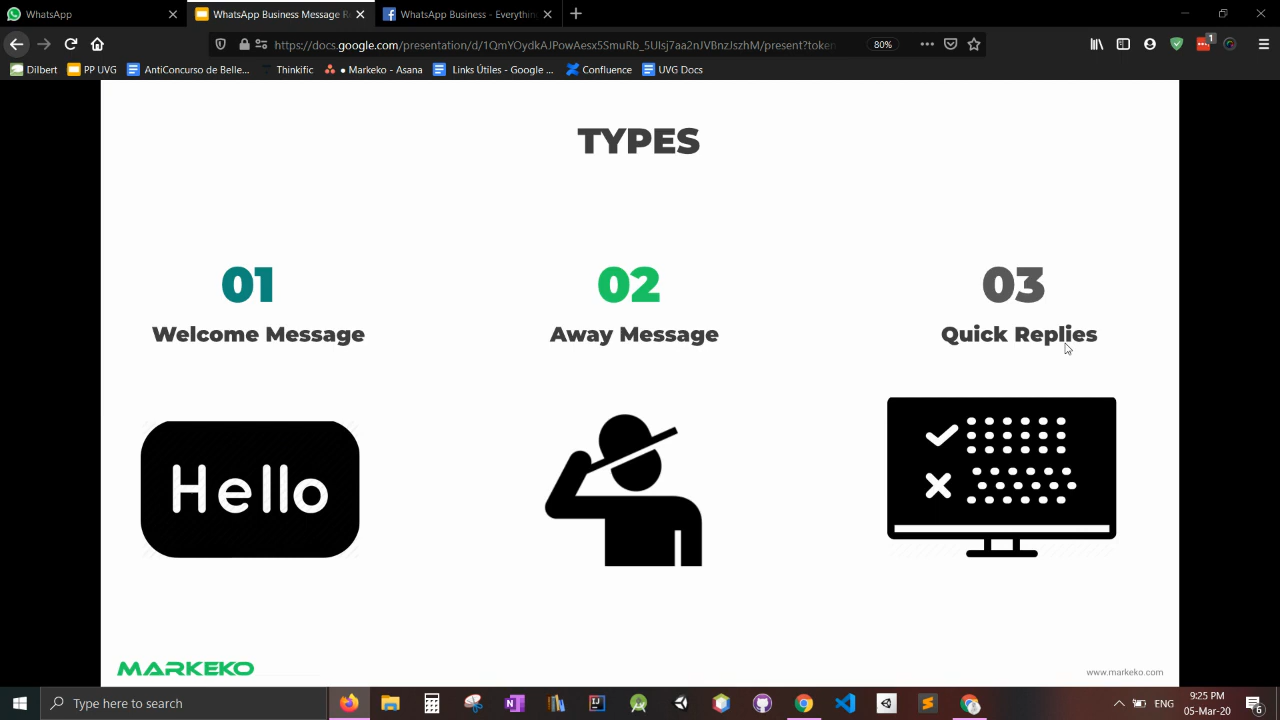 WhatsApp
WhatsApp Business Message R
WhatsApp Business - Everythin
https://docs.google.com/presentation/d/1QmYOydkAJPowAesx5SmuRb_5UIsj7aa2nJVBnzJszhM/present?token
80%
1
Dilbert
PP UVG
AntiConcurso de Belle...
Thinkific
● Markeko - Asana
Links Útiles - Google ...
Confluence
UVG Docs
TYPES
01
02
03
Welcome Message
Away Message
Quick Replies
Hello
MARKEKO
www.markeko.com
Type here to search
ENG
9:25 PM
05-Mar-20
6